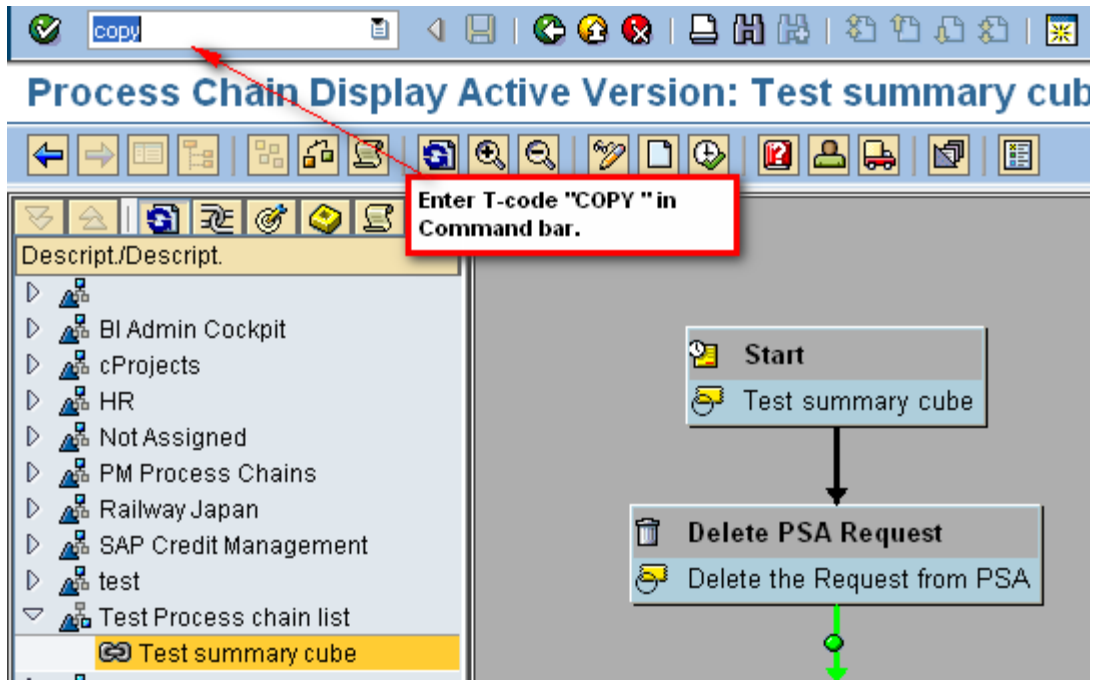 copy
Process Chain Display Active Version: Test summary cub
Enter T-code "COPY " in
Command bar.
Descript./Descript.
BI Admin Cockpit
cProjects
HR
Not Assigned
PM Process Chains
Railway Japan
SAP Credit Management
test
Test Process chain list
Test summary cube
Start
Test summary cube
Delete PSA Request
Delete the Request from PSA